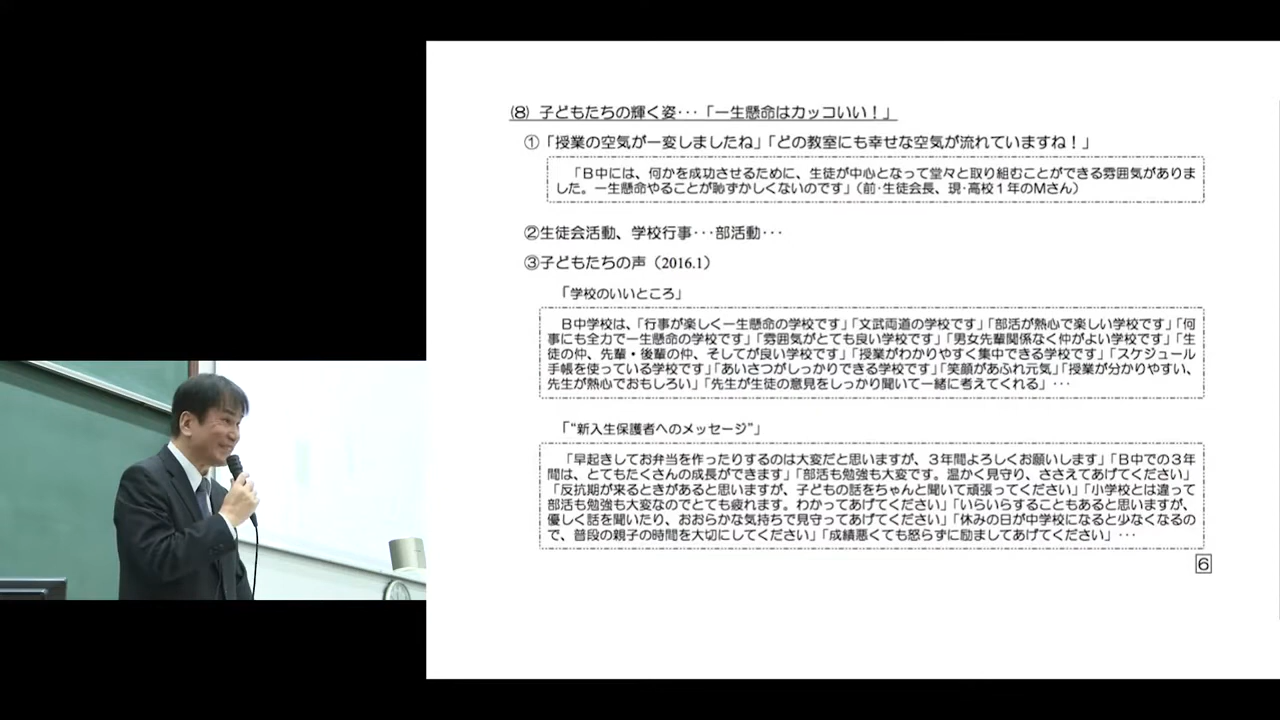 (8) 子どもたちの輝く姿･･･「一生懸命はカッコいい！」
①「授業の空気が一変しましたね」「どの教室にも幸せな空気が流れていますね！」
「Ｂ中には、何かを成功させるために、生徒が中心となって堂々と取り組むことができる雰囲気がありま
した。一生懸命やることが恥ずかしくないのです」（前･生徒会長、現･高校１年のＭさん）
②生徒会活動、学校行事･･･部活動･･･
③子どもたちの声（2016.1）
「学校のいいところ」
Ｂ中学校は、「行事が楽しく一生懸命の学校です」「文武両道の学校です」「部活が熱心で楽しい学校です」「何
事にも全力で一生懸命の学校です」「雰囲気がとても良い学校です」「男女先輩関係なく仲がよい学校です」「生
徒の仲、先輩・後輩の仲、そしてが良い学校です」「授業がわかりやすく集中できる学校です」「スケジュール
手帳を使っている学校です」「あいさつがしっかりできる学校です」「笑顔があふれ元気」「授業が分かりやすい、
先生が熱心でおもしろい」「先生が生徒の意見をしっかり聞いて一緒に考えてくれる」･･･
「“新入生保護者へのメッセージ”」
「早起きしてお弁当を作ったりするのは大変だと思いますが、３年間よろしくお願いします」「Ｂ中での３年
間は、とてもたくさんの成長ができます」「部活も勉強も大変です。温かく見守り、ささえてあげてください」
「反抗期が来るときがあると思いますが、子どもの話をちゃんと聞いて頑張ってください」「小学校とは違って
部活も勉強も大変なのでとても疲れます。わかってあげてください」「いらいらすることもあると思いますが、
優しく話を聞いたり、おおらかな気持ちで見守ってあげてください」「休みの日が中学校になると少なくなるの
で、普段の親子の時間を大切にしてください」「成績悪くても怒らずに励ましてあげてください」･･･
6